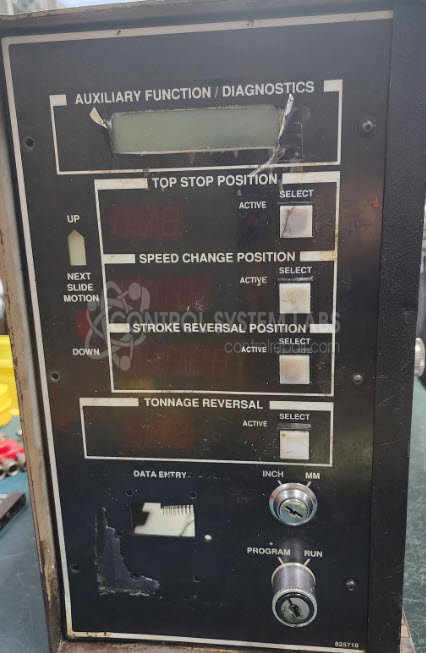 AUXILIARY FUNCTION / DIAGNOSTICS
TOP STOP POSITION
SELECT
ACTIVE
UP
SPEED CHANGE POSITION
SELECT
ACTIVE
NEXT
SLIDE
MOTION
CONTROL SYSTEM LABS
STROKE REVERSAL POSITION
controlrepair.com
SELECT
ACTIVE
DOWN
TONNAGE REVERSAL
SELECT
ACTIVE
DATA ENTRY
INCH
MM
PROGRAM
RUN
825718